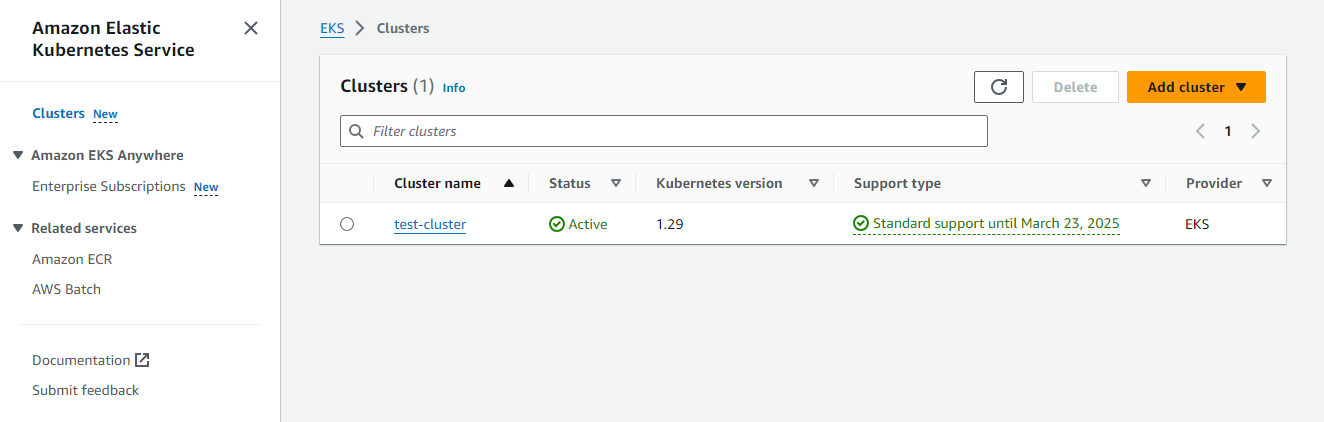 Amazon Elastic
Kubernetes Service
Clusters New
Amazon EKS Anywhere
Enterprise Subscriptions New
Related services
Amazon ECR
AWS Batch
Documentation
Submit feedback
EKS Clusters
Clusters (1) Info
Delete
Add cluster
Filter clusters
1
Cluster name Status Kubernetes version Support type Provider
test-cluster Active 1.29 Standard support until March 23, 2025 EKS